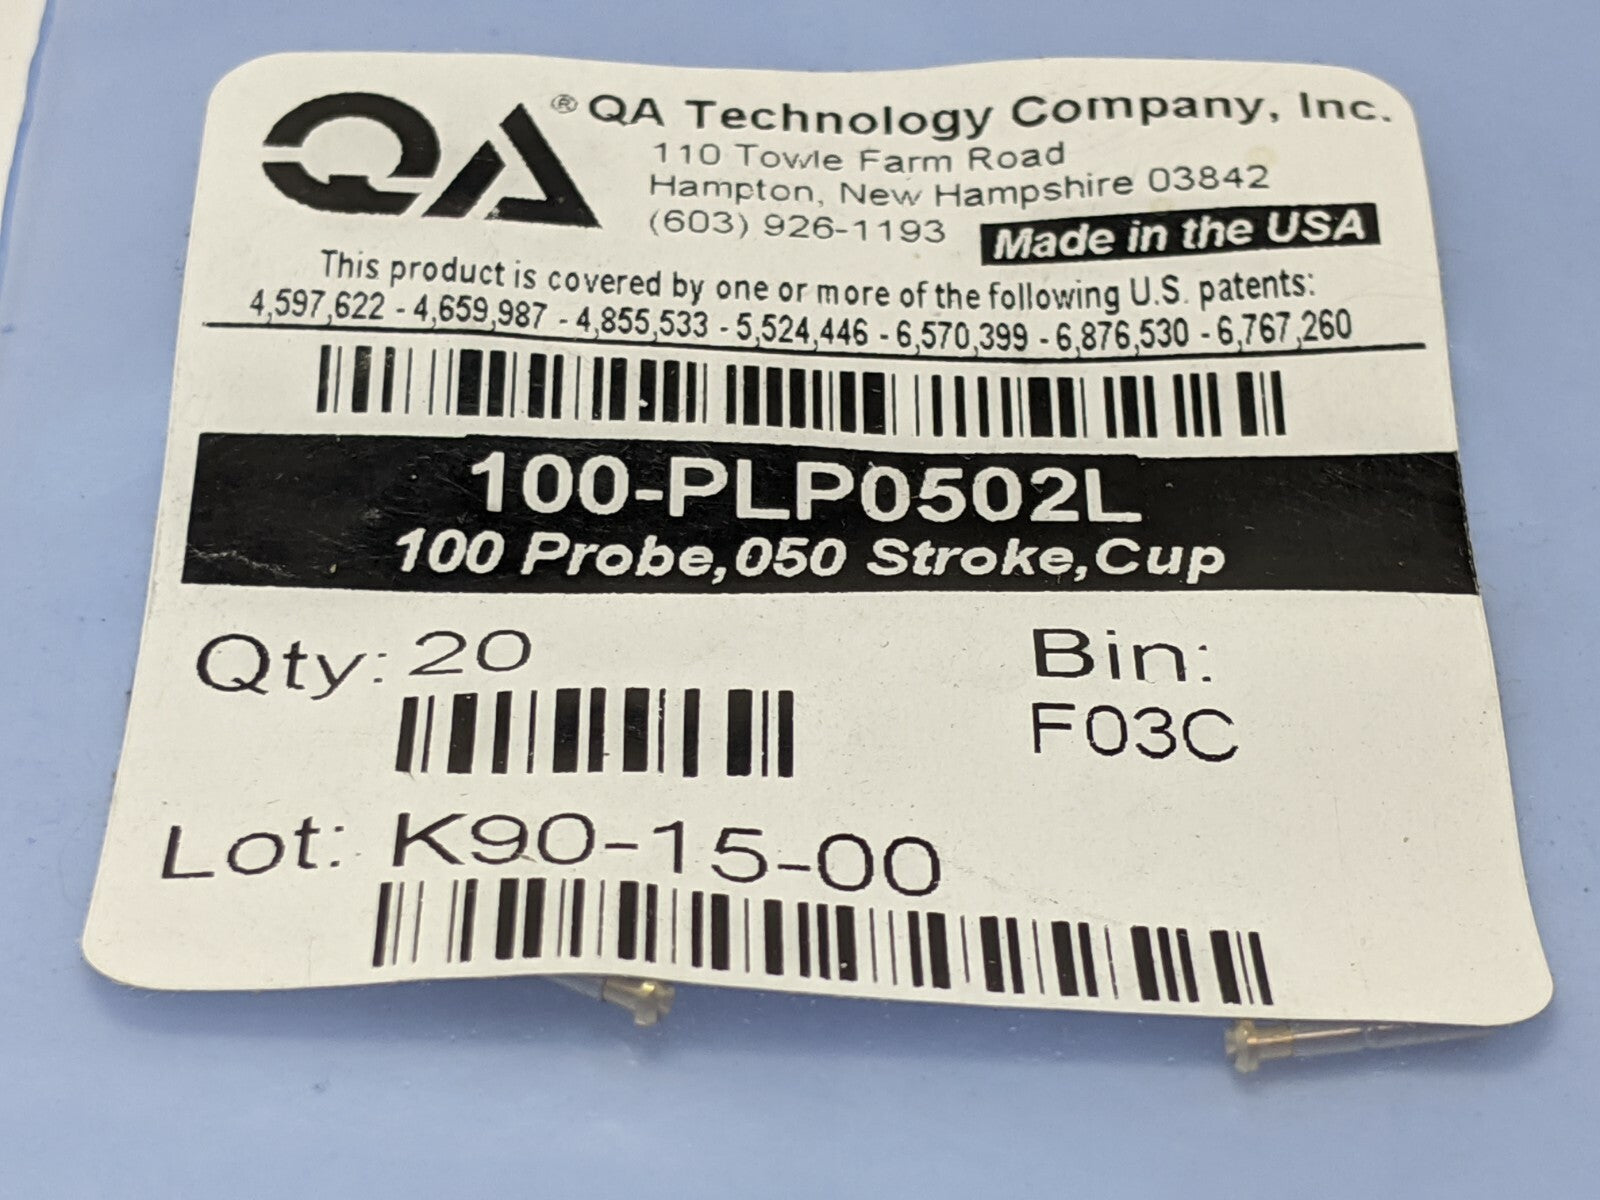 QA® QA Technology Company, Inc.
110 Towle Farm Road
Hampton, New Hampshire 03842
(603) 926-1193 Made in the USA
This product is covered by one or more of the following U.S. patents:
4,597,622 - 4,659,987 - 4,855,533 - 5,524,446 - 6,570,399 - 6,876,530 - 6,767,260
100-PLP0502L
100 Probe,050 Stroke,Cup
Qty: 20
Bin:
F03C
Lot: K90-15-00